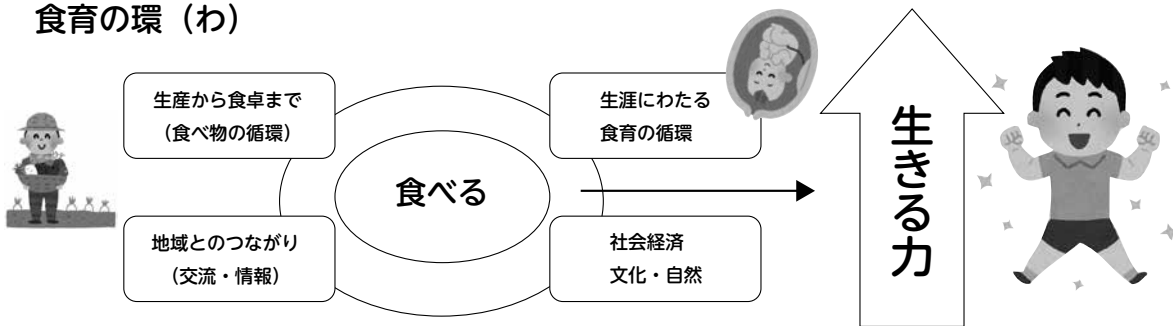 食育の環（わ）
生産から食卓まで
（食べ物の循環）
生涯にわたる
食育の循環
食べる
地域とのつながり
（交流・情報）
社会経済
文化・自然
生きる力